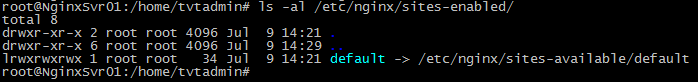 root@NginxSvr01:/home/tvtadmin# ls -al /etc/nginx/sites-enabled/
total 8
drwxr-xr-x 2 root root 4096 Jul  9 14:21 .
drwxr-xr-x 6 root root 4096 Jul  9 14:29 ..
lrwxrwxrwx 1 root root   34 Jul  9 14:21 default -> /etc/nginx/sites-available/default
root@NginxSvr01:/home/tvtadmin#